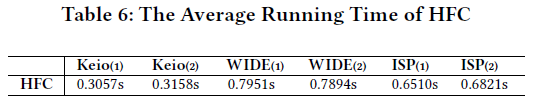 Table 6: The Average Running Time of HFC
Keio(1) Keio(2) WIDE(1) WIDE(2) ISP(1) ISP(2)
HFC 0.3057s 0.3158s 0.7951s 0.7894s 0.6510s 0.6821s